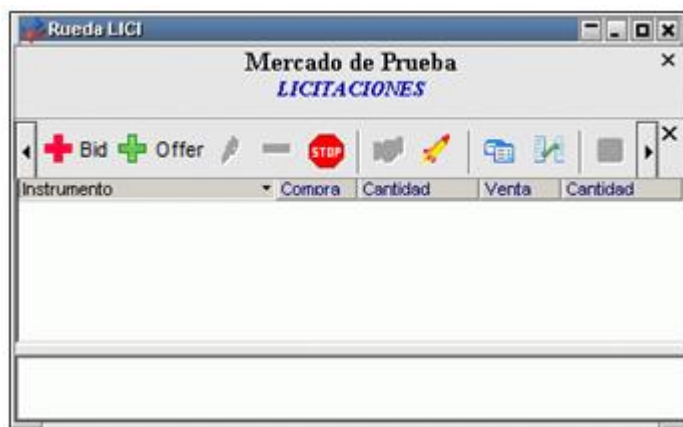 Rueda LICI
Mercado de Prueba
LICITACIONES
Bid Offer STOP
Instrumento Compra Cantidad Venta Cantidad